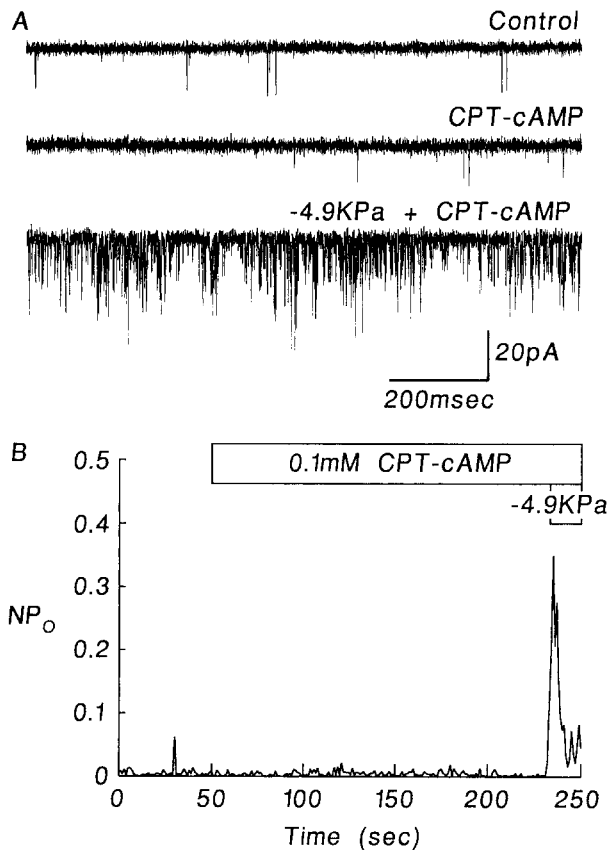 A
Control
CPT-cAMP
-4.9KPa + CPT-cAMP
20pA
200msec
B
0.1mM CPT-cAMP
-4.9KPa
0.5
0.4
0.3
0.2
0.1
0
NPO
0 50 100 150 200 250
Time (sec)